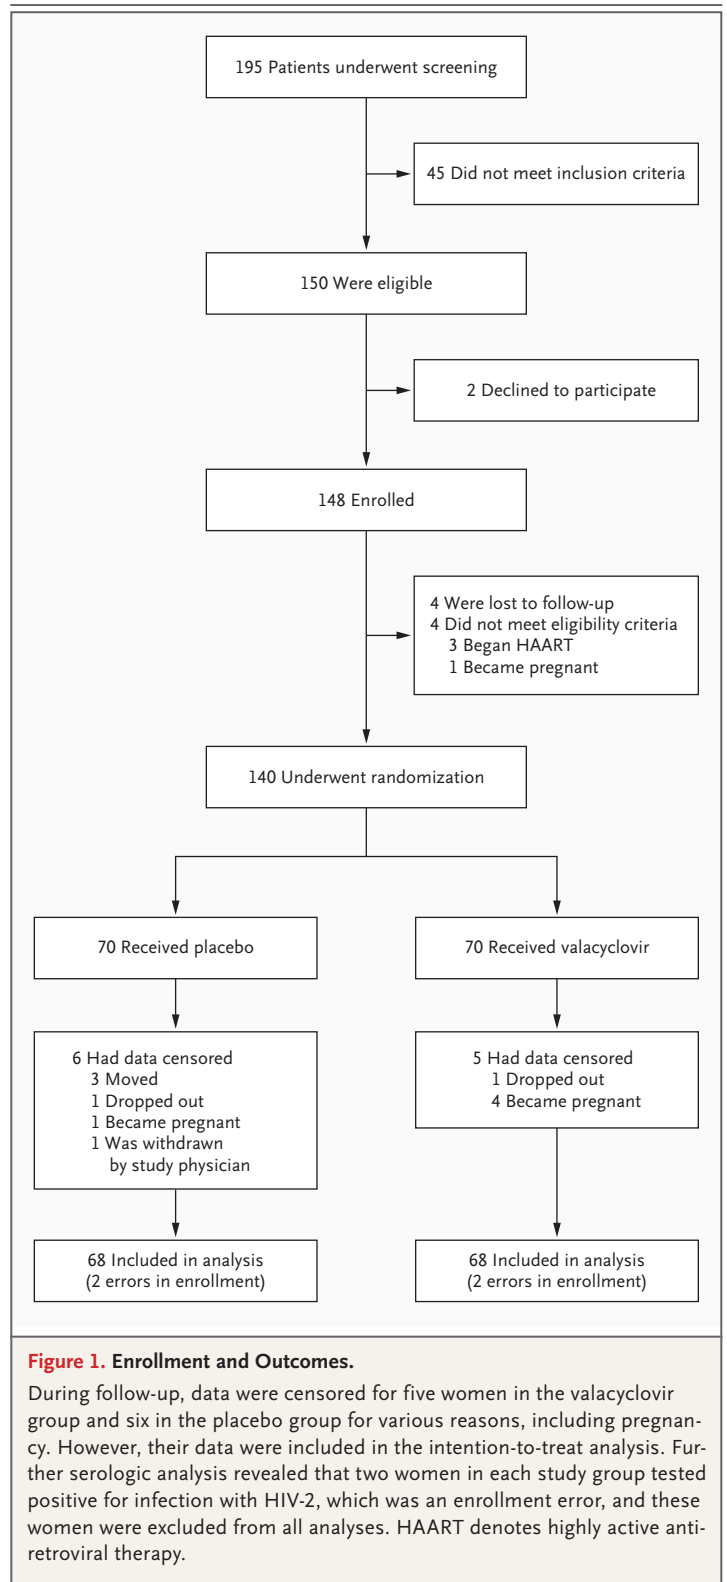 195 Patients underwent screening
45 Did not meet inclusion criteria
150 Were eligible
2 Declined to participate
148 Enrolled
4 Were lost to follow-up
4 Did not meet eligibility criteria
3 Began HAART
1 Became pregnant
140 Underwent randomization
70 Received placebo
70 Received valacyclovir
6 Had data censored
3 Moved
1 Dropped out
1 Became pregnant
1 Was withdrawn
by study physician
5 Had data censored
1 Dropped out
4 Became pregnant
68 Included in analysis
(2 errors in enrollment)
68 Included in analysis
(2 errors in enrollment)
Figure 1. Enrollment and Outcomes.
During follow-up, data were censored for five women in the valacyclovir
group and six in the placebo group for various reasons, including pregnan-
cy. However, their data were included in the intention-to-treat analysis. Fur-
ther serologic analysis revealed that two women in each study group tested
positive for infection with HIV-2, which was an enrollment error, and these
women were excluded from all analyses. HAART denotes highly active anti-
retroviral therapy.